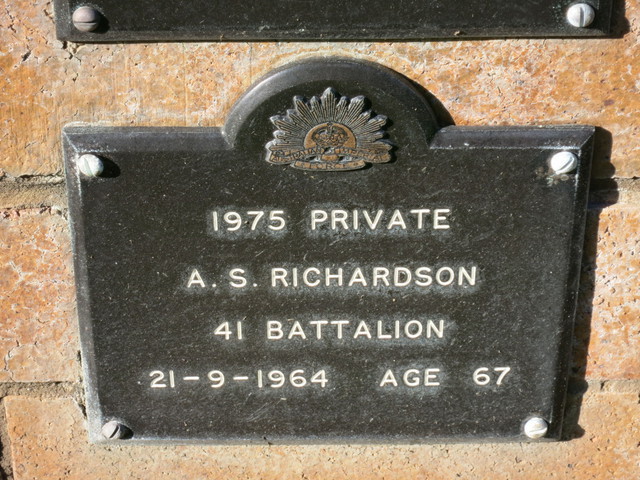 1975 PRIVATE
A. S. RICHARDSON
41 BATTALION
21-9-1964 AGE 67